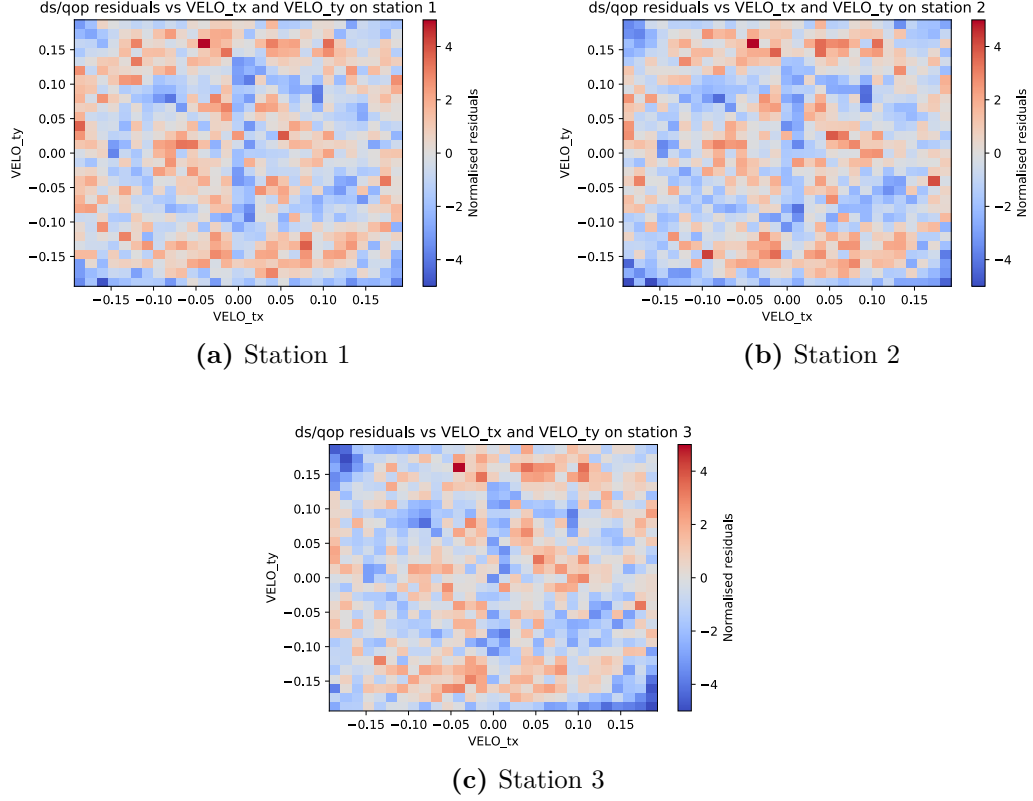 ds/qop residuals vs VELO_tx and VELO_ty on station 1
0.15
0.10
0.05
0.00
−0.05
−0.10
−0.15
VELO_ty
−0.15 −0.10 −0.05 0.00 0.05 0.10 0.15
VELO_tx
4
2
0
−2
−4
Normalised residuals
(a) Station 1
ds/qop residuals vs VELO_tx and VELO_ty on station 2
0.15
0.10
0.05
0.00
−0.05
−0.10
−0.15
VELO_ty
−0.15 −0.10 −0.05 0.00 0.05 0.10 0.15
VELO_tx
4
2
0
−2
−4
Normalised residuals
(b) Station 2
ds/qop residuals vs VELO_tx and VELO_ty on station 3
0.15
0.10
0.05
0.00
−0.05
−0.10
−0.15
VELO_ty
−0.15 −0.10 −0.05 0.00 0.05 0.10 0.15
VELO_tx
4
2
0
−2
−4
Normalised residuals
(c) Station 3